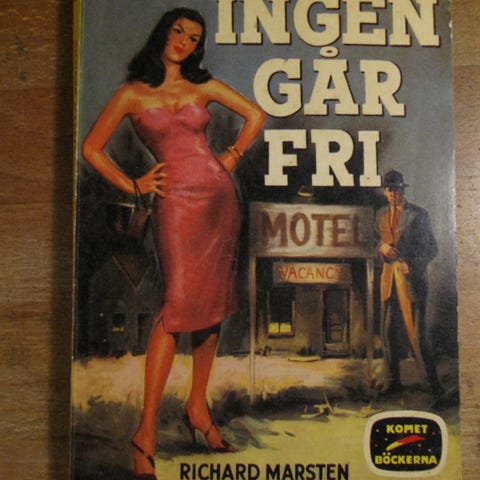 INGEN
GÅR
FRI
MOTEL
VACANCY
KOMET
BÖCKERNA
RICHARD MARSTEN